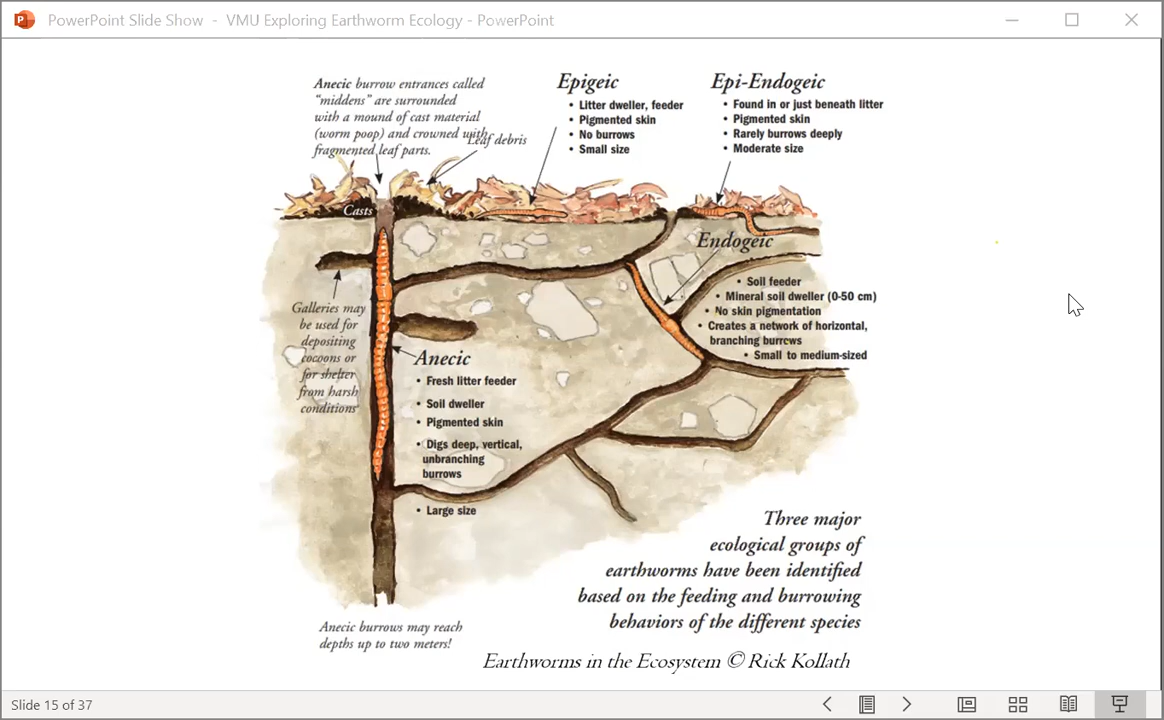 PowerPoint Slide Show - VMU Exploring Earthworm Ecology - PowerPoint
Anecic burrow entrances called
“middens” are surrounded
with a mound of cast material
(worm poop) and crowned with
fragmented leaf parts.
Leaf debris
Epigeic
• Litter dweller, feeder
• Pigmented skin
• No burrows
• Small size
Epi-Endogeic
• Found in or just beneath litter
• Pigmented skin
• Rarely burrows deeply
• Moderate size
Casts
Endogeic
• Soil feeder
• Mineral soil dweller (0-50 cm)
• No skin pigmentation
• Creates a network of horizontal,
branching burrows
• Small to medium-sized
Galleries may
be used for
depositing
cocoons or
for shelter
from harsh
conditions
Anecic
• Fresh litter feeder
• Soil dweller
• Pigmented skin
• Digs deep, vertical,
unbranching
burrows
• Large size
Three major
ecological groups of
earthworms have been identified
based on the feeding and burrowing
behaviors of the different species
Anecic burrows may reach
depths up to two meters!
Earthworms in the Ecosystem © Rick Kollath
Slide 15 of 37